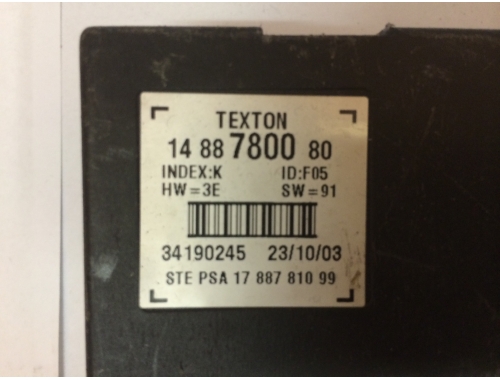 TEXTON
14 88 7800 80
INDEX:K ID:F05
HW=3E SW=91
34190245 23/10/03
STE PSA 17 887 810 99